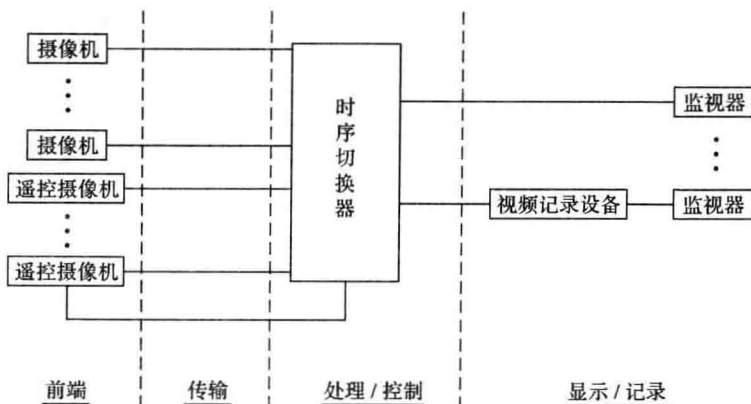 摄像机
摄像机
遥控摄像机
遥控摄像机
时序切换器
监视器
视频记录设备
监视器
前端
传输
处理/控制
显示/记录